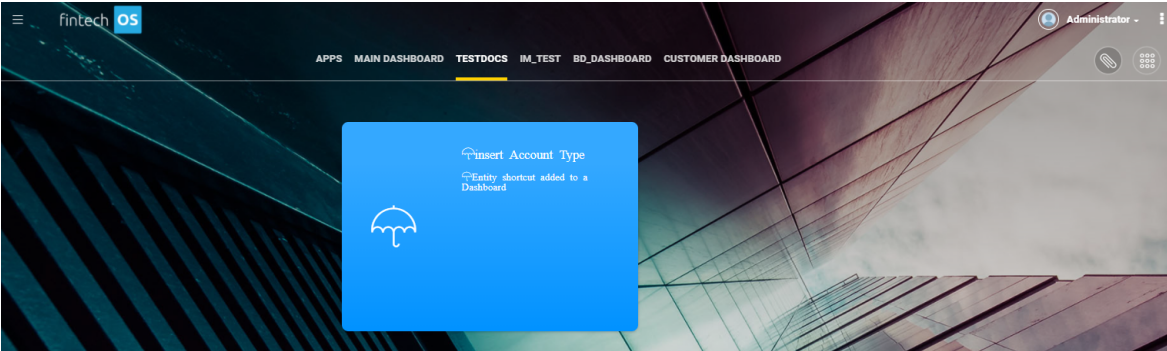 fintech OS
Administrator
APPS MAIN DASHBOARD TESTDOCS IM_TEST BD_DASHBOARD CUSTOMER DASHBOARD
insert Account Type
Entity shortcut added to a
Dashboard